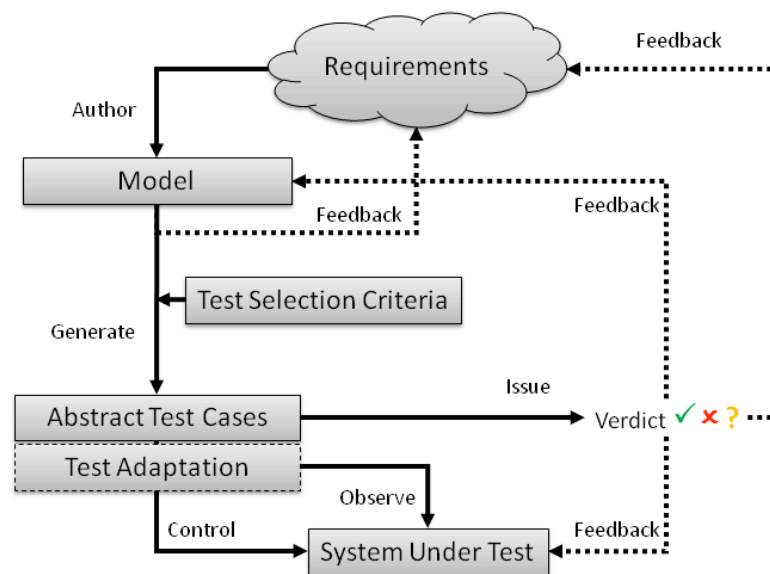 Feedback
Requirements
Author
Model
Feedback
Feedback
Test Selection Criteria
Generate
Issue
Abstract Test Cases
Verdict ✓ × ?
Test Adaptation
Observe
Control
Feedback
System Under Test